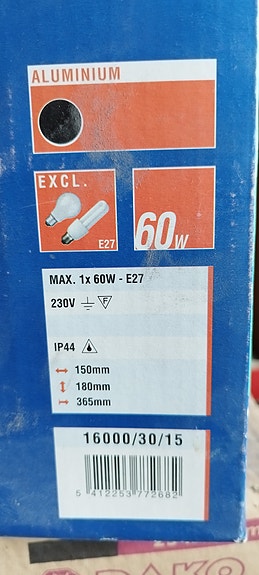 ALUMINIUM
EXCL.
E27
60W
MAX. 1x 60W - E27
230V
F
IP44
150mm
180mm
365mm
16000/30/15
5 412253 772682
DAKO